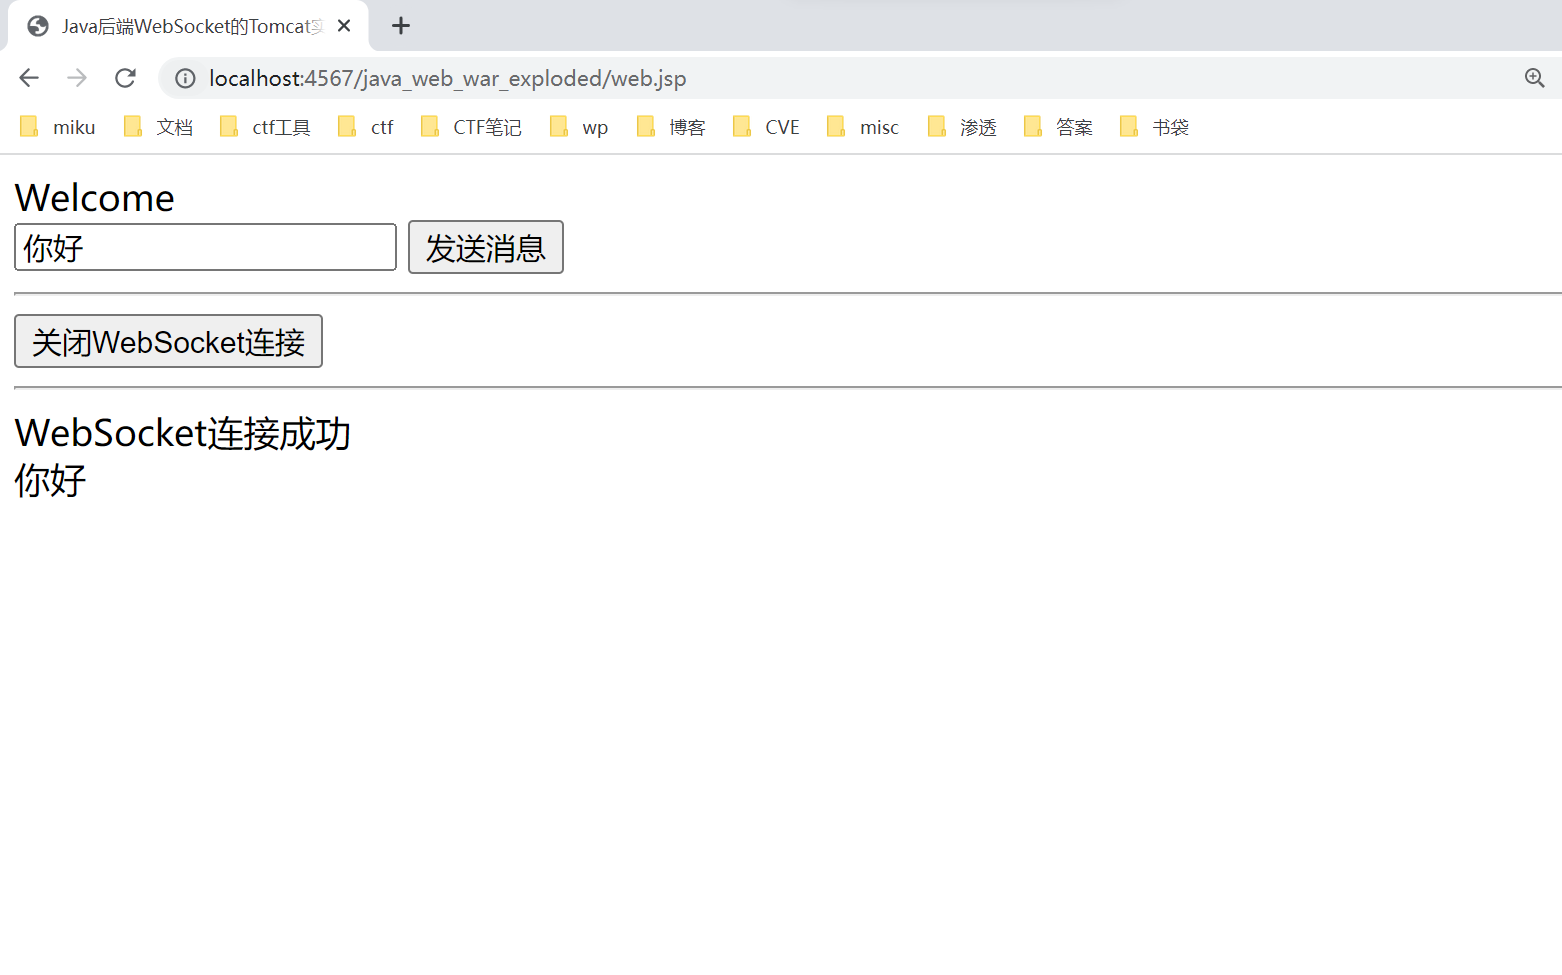 Java后端WebSocket的Tomcat实
localhost:4567/java_web_war_exploded/web.jsp
miku 文档 ctf工具 ctf CTF笔记 wp 博客 CVE misc 渗透 答案 书袋
Welcome
你好 发送消息
关闭WebSocket连接
WebSocket连接成功
你好